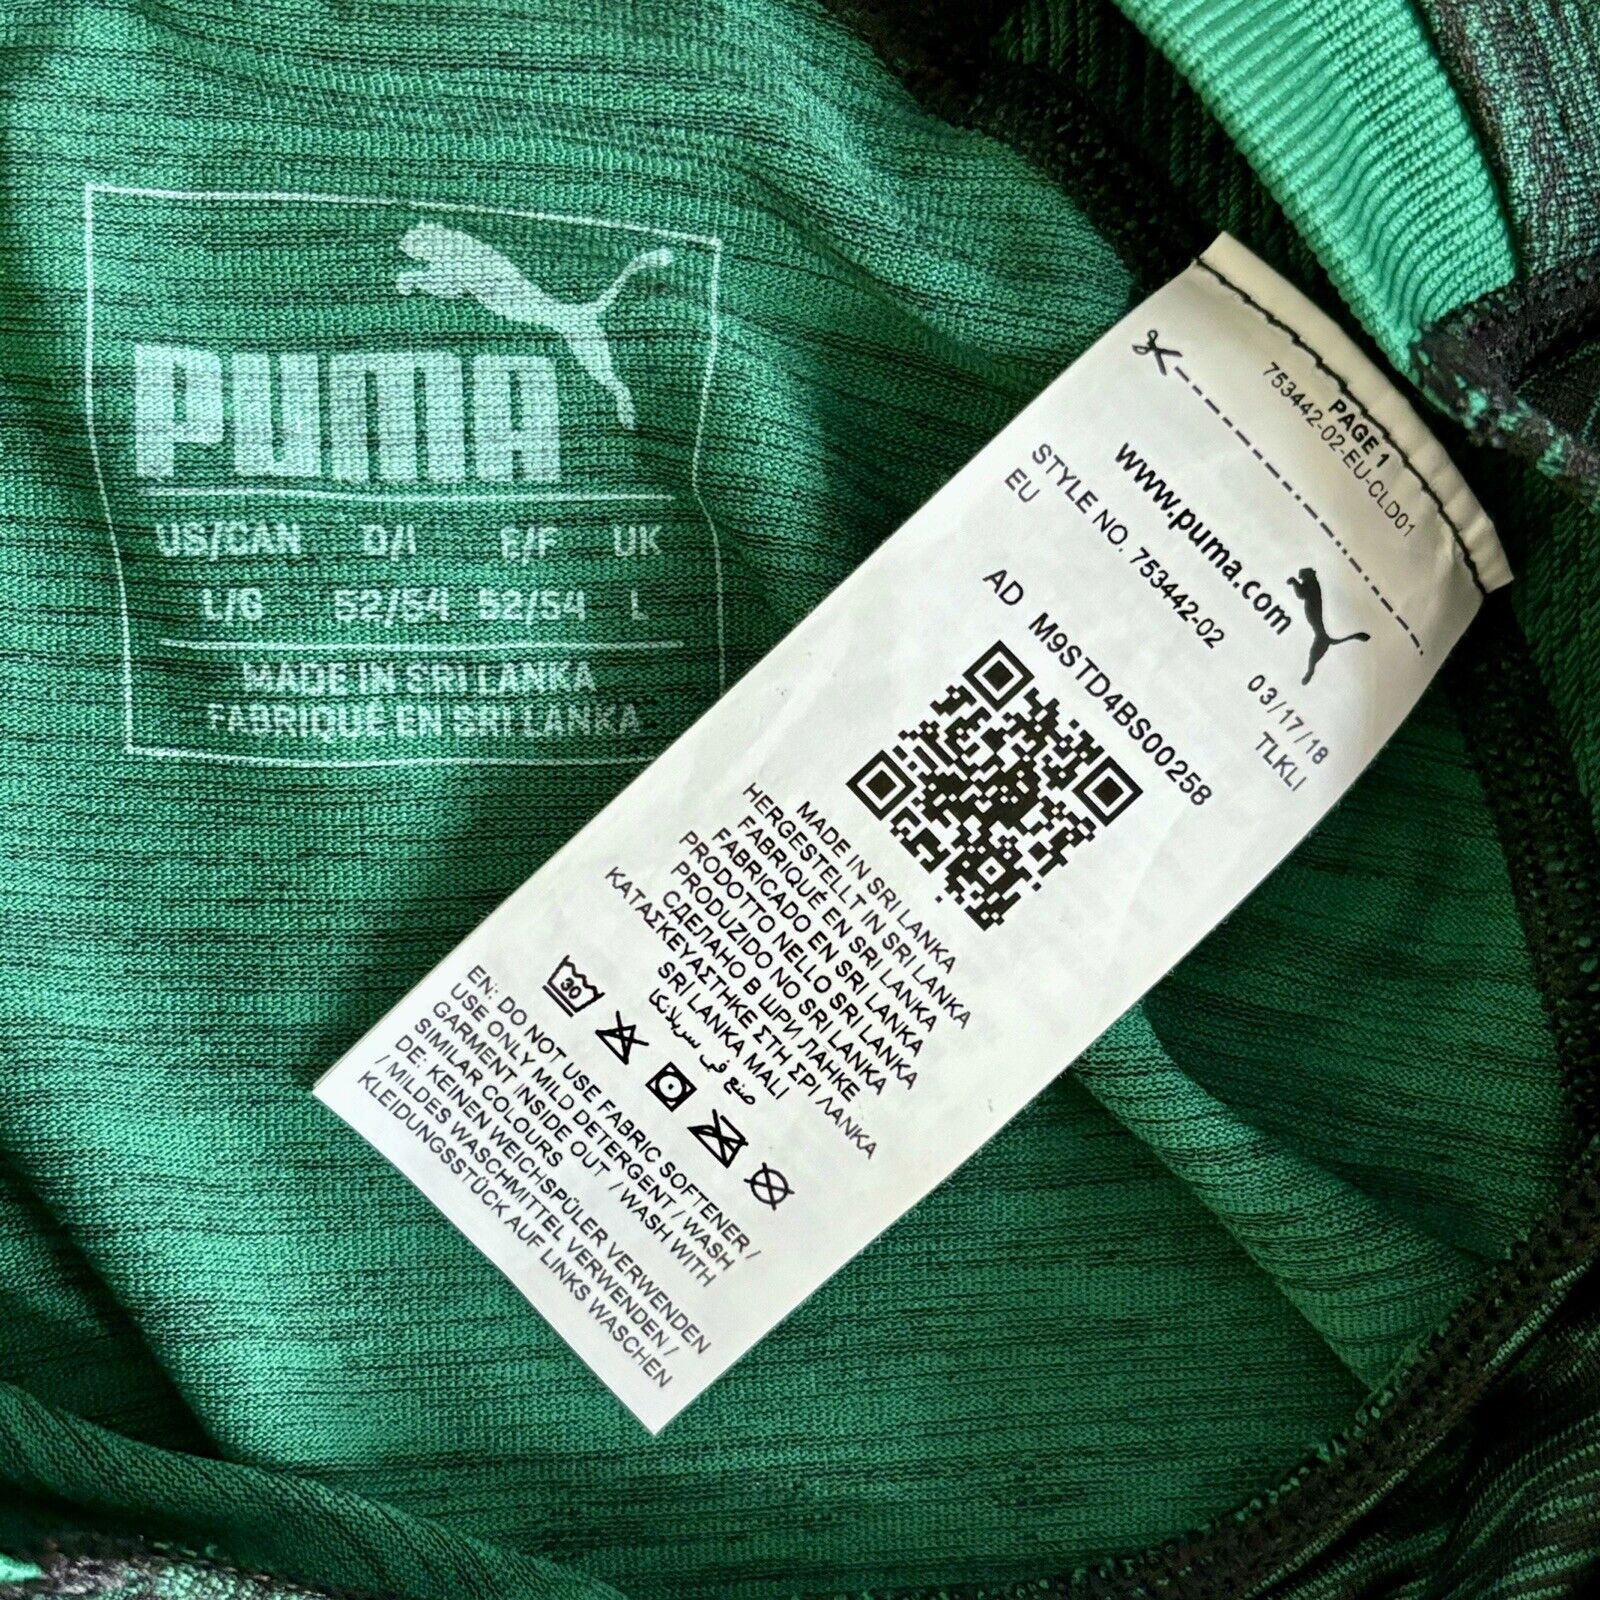 PUMA
US/CAN D/I E/F UK
L/G 52/54 52/54 L
MADE IN SRI LANKA
FABRIQUÉ EN SRI LANKA
PAGE 1
753442-02-EU-CLD01
www.puma.com
STYLE NO. 753442-02 03/17/18
EU TLKLI
AD M9STD4BS00258
MADE IN SRI LANKA
HERGESTELLT IN SRI LANKA
FABRIQUÉ EN SRI LANKA
FABRICADO EN SRI LANKA
PRODOTTO NELLO SRI LANKA
PRODUZIDO NO SRI LANKA
СДЕЛАНО В ШРИ ЛАНКЕ
ΚΑΤΑΣΚΕΥΑΣΤΗΚΕ ΣΤΗ ΣΡΙ ΛΑΝΚΑ
SRI LANKA MALI
صنع في سريلانكا
30
EN: DO NOT USE FABRIC SOFTENER /
USE ONLY MILD DETERGENT / WASH
GARMENT INSIDE OUT / WASH WITH
SIMILAR COLOURS
DE: KEINEN WEICHSPÜLER VERWENDEN
/ MILDES WASCHMITTEL VERWENDEN /
KLEIDUNGSSTÜCK AUF LINKS WASCHEN